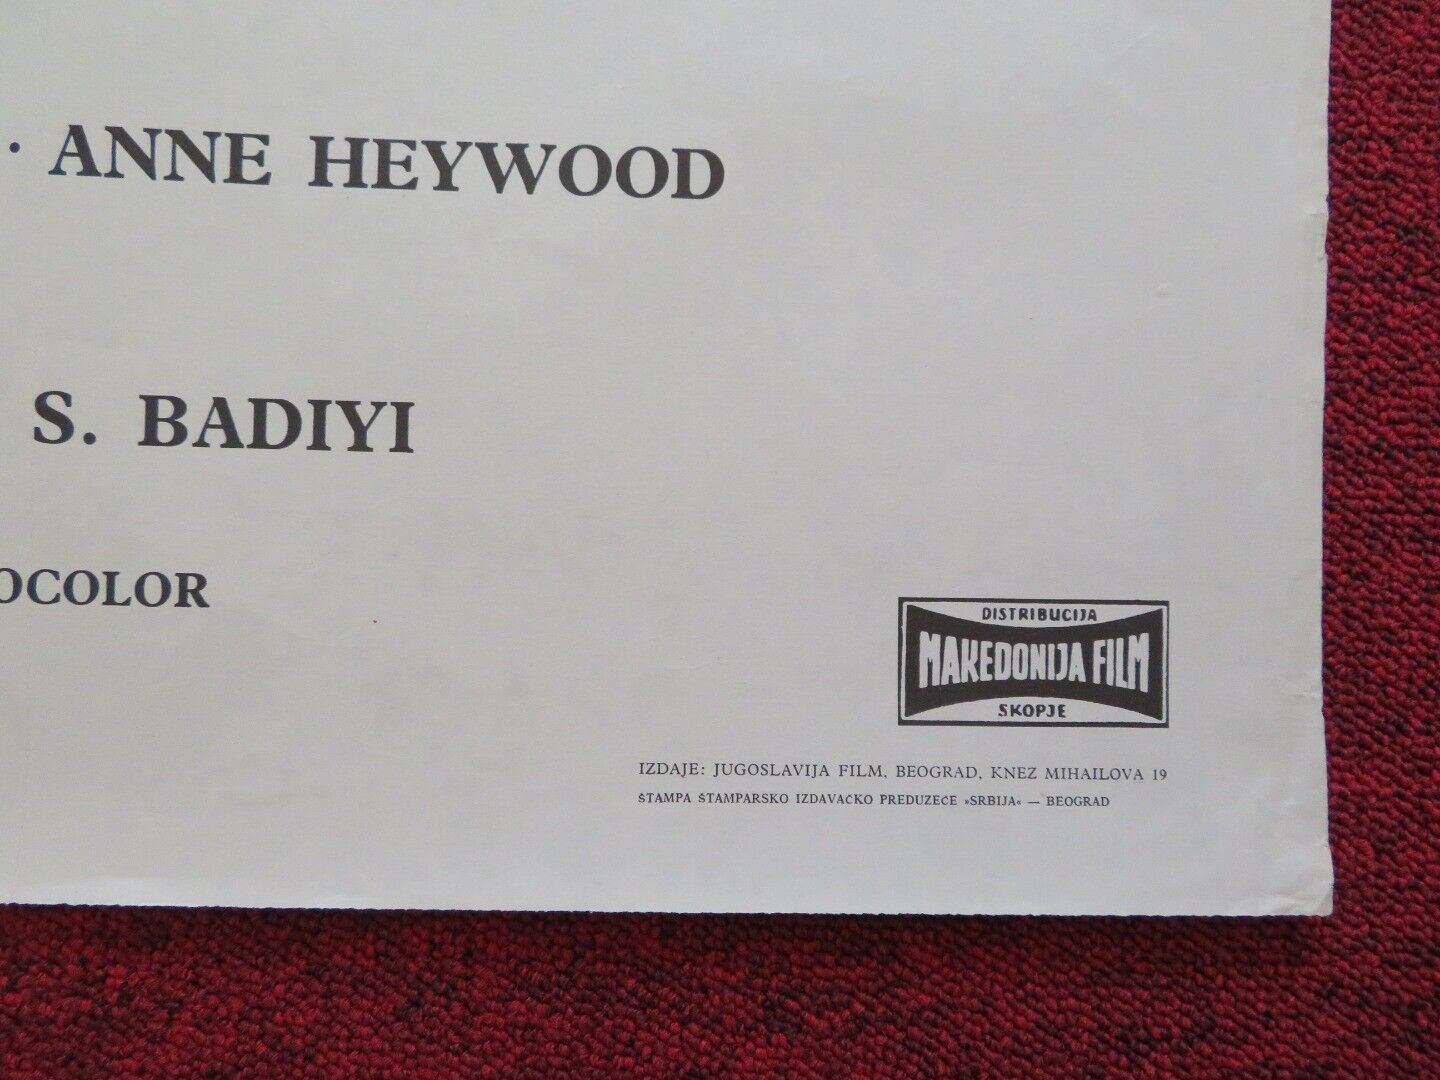 · ANNE HEYWOOD
S. BADIYI
OCOLOR
DISTRIBUCIJA
MAKEDONIJA FILM
SKOPJE
IZDAJE: JUGOSLAVIJA FILM, BEOGRAD, KNEZ MIHAILOVA 19
ŠTAMPA ŠTAMPARSKO IZDAVAČKO PREDUZEĆE »SRBIJA« — BEOGRAD